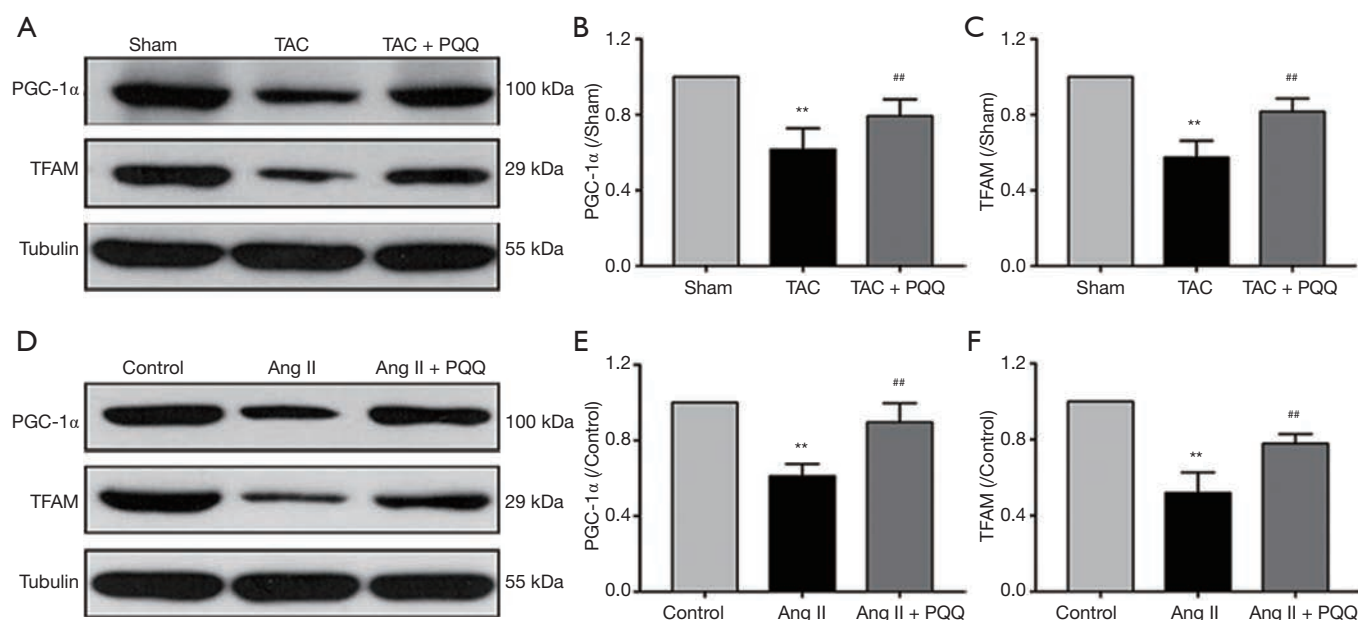 A
Sham TAC TAC + PQQ
PGC-1α 100 kDa
TFAM 29 kDa
Tubulin 55 kDa
B
1.2
0.8
0.4
0.0
PGC-1α (/Sham)
**
##
Sham TAC TAC + PQQ
C
1.2
0.8
0.4
0.0
TFAM (/Sham)
**
##
Sham TAC TAC + PQQ
D
Control Ang II Ang II + PQQ
PGC-1α 100 kDa
TFAM 29 kDa
Tubulin 55 kDa
E
1.2
0.8
0.4
0.0
PGC-1α (/Control)
**
##
Control Ang II Ang II + PQQ
F
1.2
0.8
0.4
0.0
TFAM (/Control)
**
##
Control Ang II Ang II + PQQ